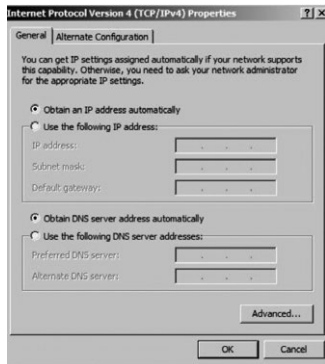 Internet Protocol Version 4 (TCP/IPv4) Properties
General Alternate Configuration
You can get IP settings assigned automatically if your network supports
this capability. Otherwise, you need to ask your network administrator
for the appropriate IP settings.
Obtain an IP address automatically
Use the following IP address:
IP address:
Subnet mask:
Default gateway:
Obtain DNS server address automatically
Use the following DNS server addresses:
Preferred DNS server:
Alternate DNS server:
Advanced...
OK Cancel